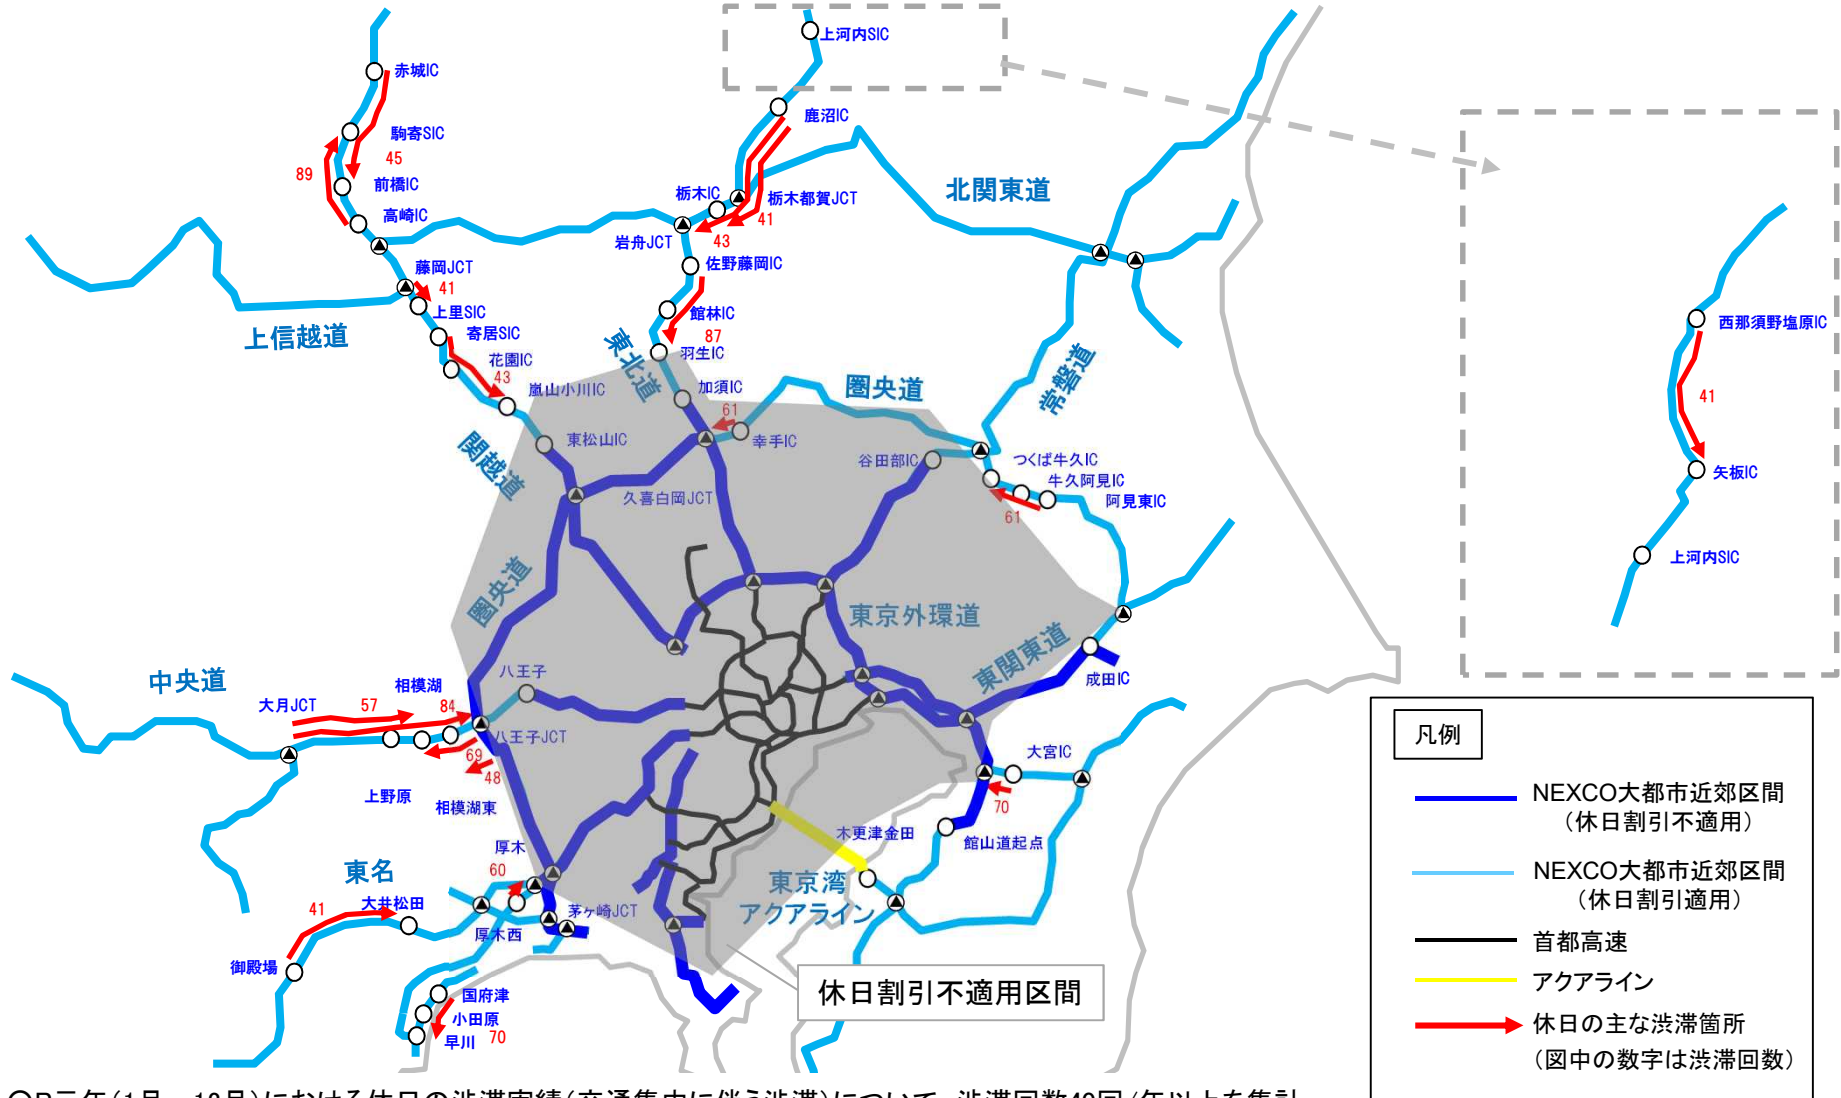 上河内SIC
赤城IC
鹿沼IC
駒寄SIC
45
89
前橋IC
栃木IC
栃木都賀JCT
北関東道
高崎IC
41
43
岩舟JCT
佐野藤岡IC
藤岡JCT
41
上里SIC
館林IC
西那須野塩原IC
上信越道
寄居SIC
87
東北道
羽生IC
花園IC
43
嵐山小川IC
加須IC
圏央道
常磐道
41
61
関越道
東松山IC
幸手IC
谷田部IC
つくば牛久IC
牛久阿見IC
矢板IC
久喜白岡JCT
61
阿見東IC
上河内SIC
圏央道
東京外環道
東関東道
中央道
相模湖
八王子
成田IC
大月JCT
57
84
八王子JCT
69
48
大宮IC
上野原
相模湖東
70
木更津金田
館山道起点
厚木
60
東名
大井松田
41
東京湾
アクアライン
茅ヶ崎JCT
厚木西
御殿場
国府津
小田原
早川
70
休日割引不適用区間
凡例
NEXCO大都市近郊区間
(休日割引不適用)
NEXCO大都市近郊区間
(休日割引適用)
首都高速
アクアライン
休日の主な渋滞箇所
(図中の数字は渋滞回数)